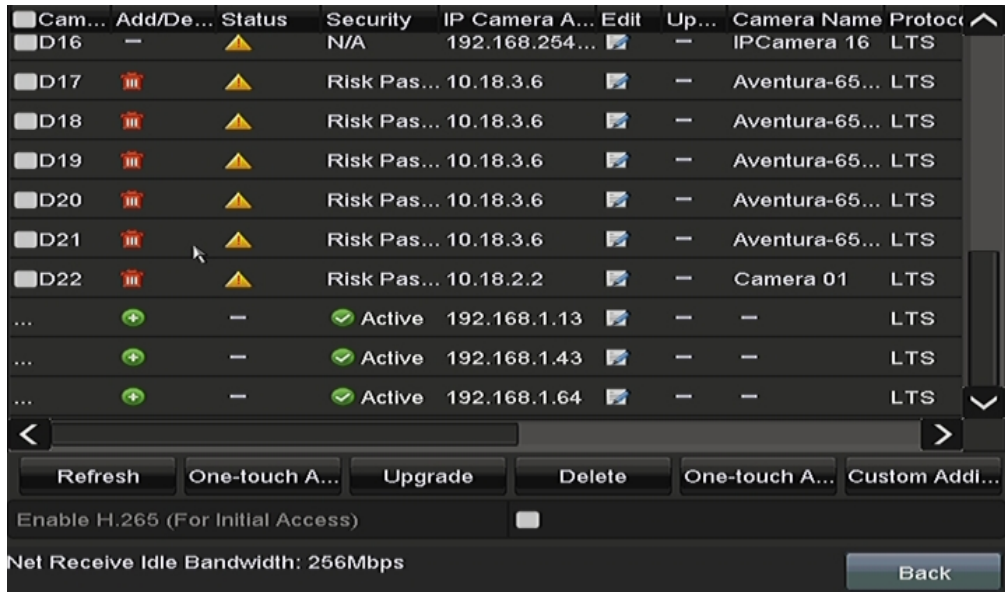 Cam... Add/De... Status Security IP Camera A... Edit Up... Camera Name Protoco
D16 — N/A 192.168.254... — IPCamera 16 LTS
D17 Risk Pas... 10.18.3.6 — Aventura-65... LTS
D18 Risk Pas... 10.18.3.6 — Aventura-65... LTS
D19 Risk Pas... 10.18.3.6 — Aventura-65... LTS
D20 Risk Pas... 10.18.3.6 — Aventura-65... LTS
D21 Risk Pas... 10.18.3.6 — Aventura-65... LTS
D22 Risk Pas... 10.18.2.2 — Camera 01 LTS
... — Active 192.168.1.13 — — LTS
... — Active 192.168.1.43 — — LTS
... — Active 192.168.1.64 — — LTS
Refresh One-touch A... Upgrade Delete One-touch A... Custom Addi...
Enable H.265 (For Initial Access)
Net Receive Idle Bandwidth: 256Mbps
Back